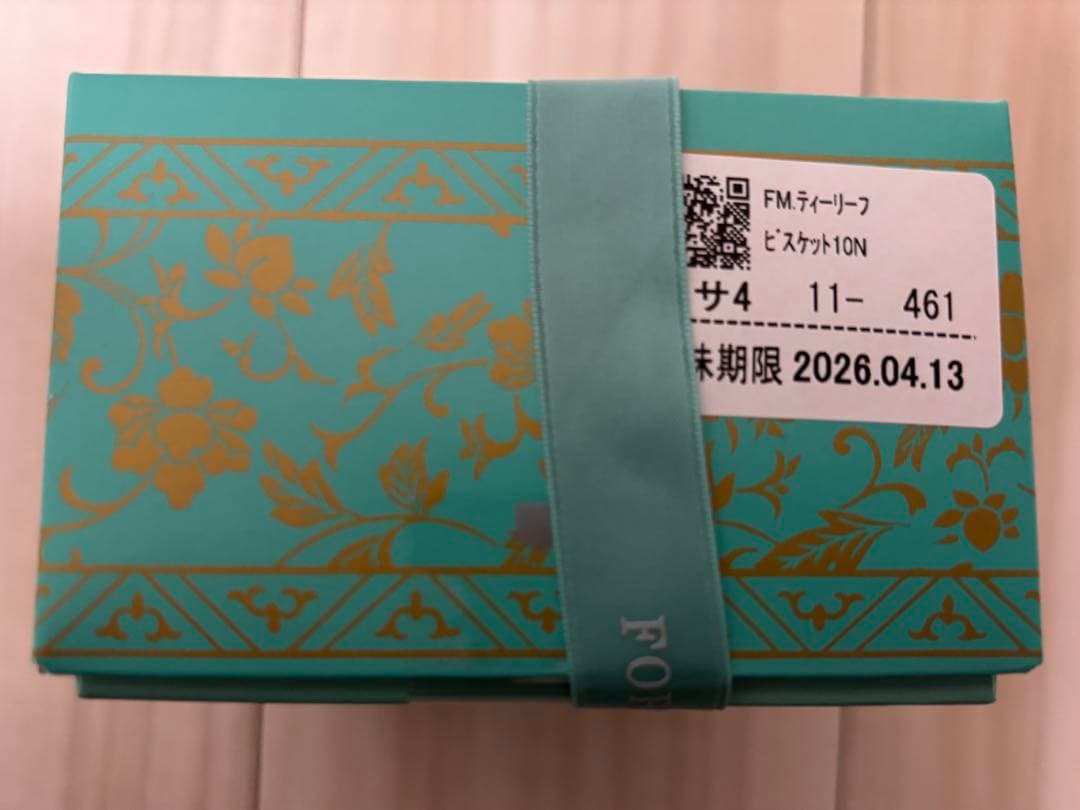 FM.ティーリーフ
ビスケット10N
サ4 11- 461
味期限 2026.04.13
FOR